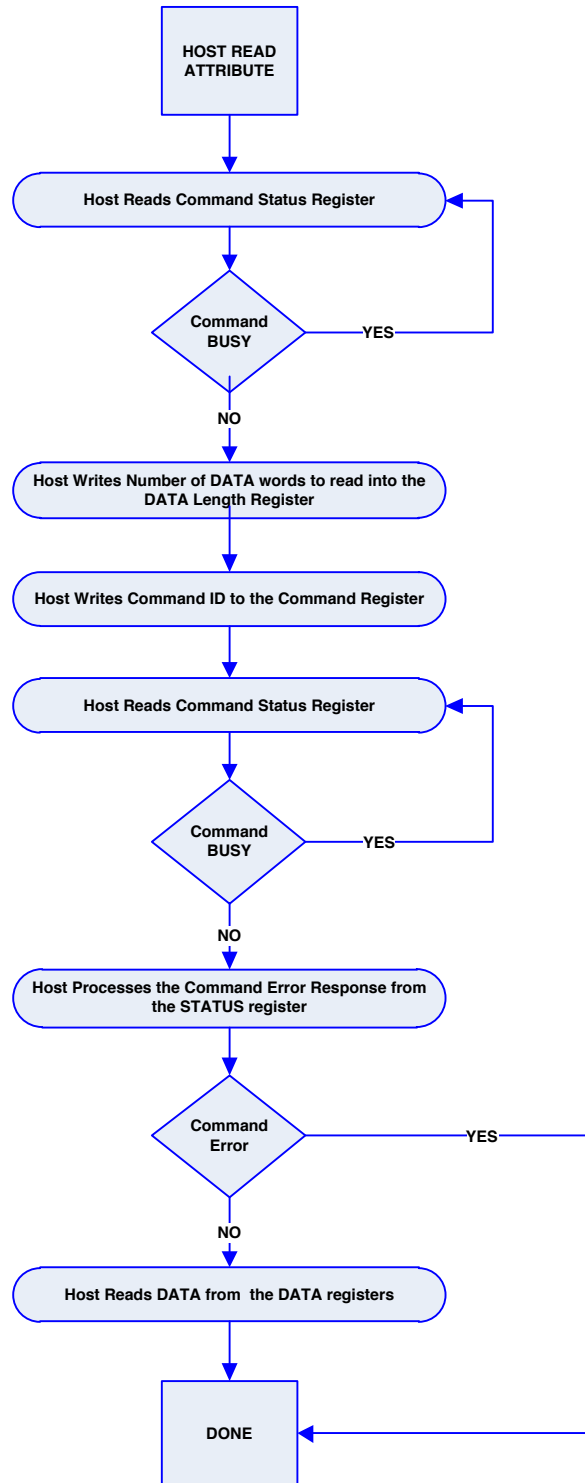 HOST READ
ATTRIBUTE
Host Reads Command Status Register
Command
BUSY
YES
NO
Host Writes Number of DATA words to read into the
DATA Length Register
Host Writes Command ID to the Command Register
Host Reads Command Status Register
Command
BUSY
YES
NO
Host Processes the Command Error Response from
the STATUS register
Command
Error
YES
NO
Host Reads DATA from the DATA registers
DONE